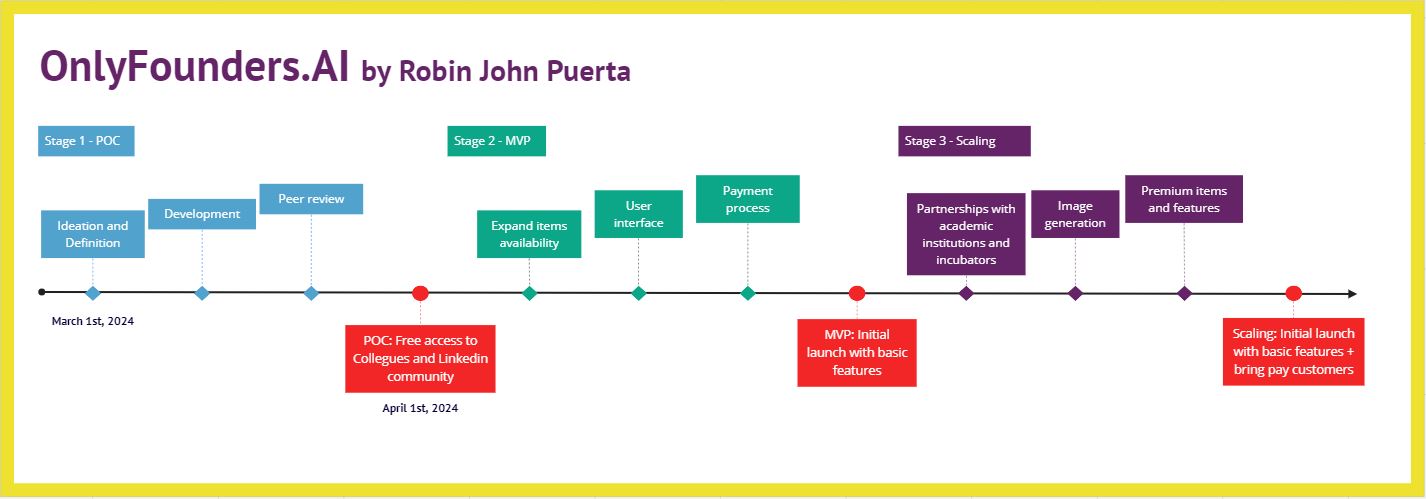 OnlyFounders.AI by Robin John Puerta
Stage 1 - POC
Stage 2 - MVP
Stage 3 - Scaling
Ideation and
Definition
Development
Peer review
Expand items
availability
User
interface
Payment
process
Partnerships with
academic
institutions and
incubators
Image
generation
Premium items
and features
March 1st, 2024
POC: Free access to
Collegues and Linkedin
community
April 1st, 2024
MVP: Initial
launch with basic
features
Scaling: Initial launch
with basic features +
bring pay customers